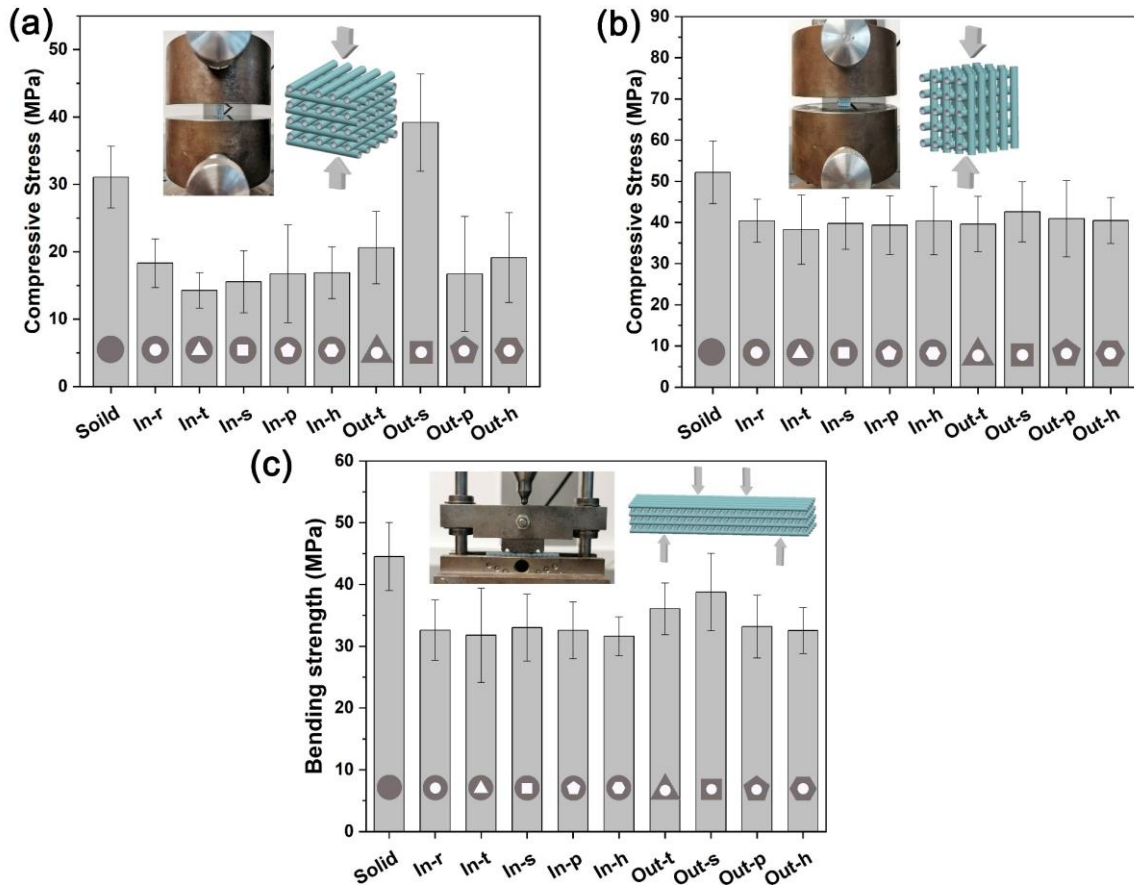 (a)
Compressive Stress (MPa)
50
40
30
20
10
0
Soild
In-r
In-t
In-s
In-p
In-h
Out-t
Out-s
Out-p
Out-h
(b)
Compressive Stress (MPa)
90
80
70
60
50
40
30
20
10
0
Soild
In-r
In-t
In-s
In-p
In-h
Out-t
Out-s
Out-p
Out-h
(c)
Bending strength (MPa)
60
50
40
30
20
10
0
Solid
In-r
In-t
In-s
In-p
In-h
Out-t
Out-s
Out-p
Out-h